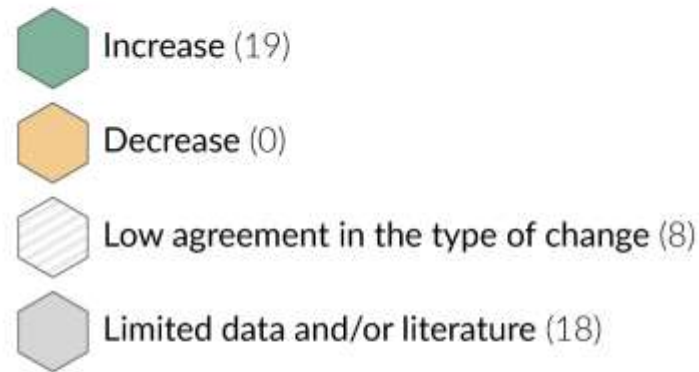 Increase (19)
Decrease (0)
Low agreement in the type of change (8)
Limited data and/or literature (18)